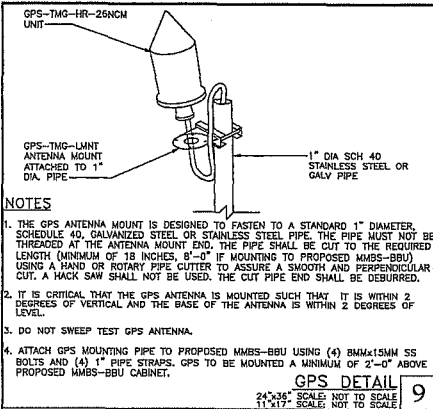 GPS-TMG-HR-26NCM
UNIT
GPS-TMG-LMNT
ANTENNA MOUNT
ATTACHED TO 1"
DIA. PIPE
1" DIA SCH 40
STAINLESS STEEL OR
GALV PIPE
NOTES
1. THE GPS ANTENNA MOUNT IS DESIGNED TO FASTEN TO A STANDARD 1" DIAMETER,
SCHEDULE 40, GALVANIZED STEEL OR STAINLESS STEEL PIPE. THE PIPE MUST NOT BE
THREADED AT THE ANTENNA MOUNT END. THE PIPE SHALL BE CUT TO THE REQUIRED
LENGTH (MINIMUM OF 18 INCHES, 8'-0" IF MOUNTING TO PROPOSED MMBS-BBU)
USING A HAND OR ROTARY PIPE CUTTER TO ASSURE A SMOOTH AND PERPENDICULAR
CUT. A HACK SAW SHALL NOT BE USED. THE CUT PIPE END SHALL BE DEBURRED.
2. IT IS CRITICAL THAT THE GPS ANTENNA IS MOUNTED SUCH THAT IT IS WITHIN 2
DEGREES OF VERTICAL AND THE BASE OF THE ANTENNA IS WITHIN 2 DEGREES OF
LEVEL.
3. DO NOT SWEEP TEST GPS ANTENNA.
4. ATTACH GPS MOUNTING PIPE TO PROPOSED MMBS-BBU USING (4) 8MMx15MM SS
BOLTS AND (4) 1" PIPE STRAPS. GPS TO BE MOUNTED A MINIMUM OF 2'-0" ABOVE
PROPOSED MMBS-BBU CABINET.
GPS DETAIL
24"x36" SCALE: NOT TO SCALE
11"x17" SCALE: NOT TO SCALE
9